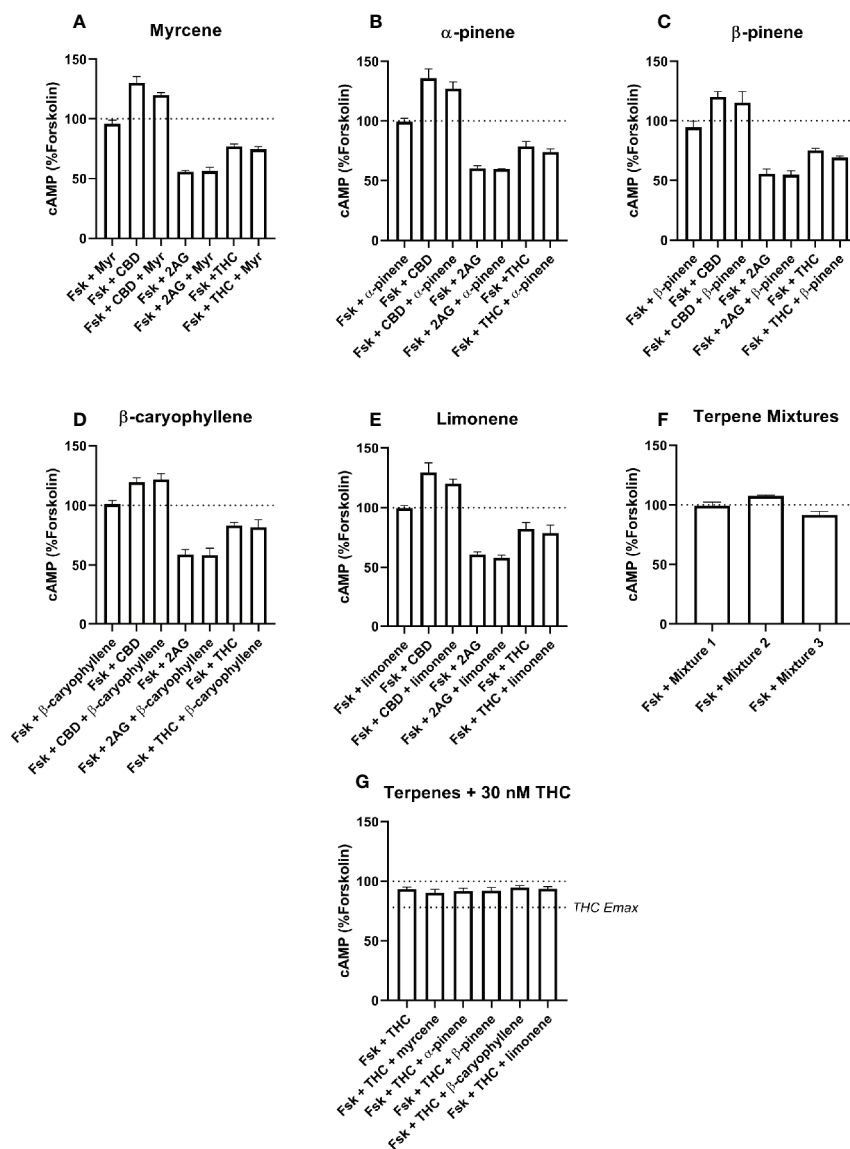 A
Myrcene
cAMP (%Forskolin)
150
100
50
0
Fsk + Myr
Fsk + CBD
Fsk + CBD + Myr
Fsk + 2AG
Fsk + 2AG + Myr
Fsk +THC
Fsk + THC + Myr
B
α-pinene
cAMP (%Forskolin)
150
100
50
0
Fsk + α-pinene
Fsk + CBD
Fsk + CBD + α-pinene
Fsk + 2AG
Fsk + 2AG + α-pinene
Fsk +THC
Fsk + THC + α-pinene
C
β-pinene
cAMP (%Forskolin)
150
100
50
0
Fsk + β-pinene
Fsk + CBD
Fsk + CBD + β-pinene
Fsk + 2AG
Fsk + 2AG + β-pinene
Fsk + THC
Fsk + THC + β-pinene
D
β-caryophyllene
cAMP (%Forskolin)
150
100
50
0
Fsk + β-caryophyllene
Fsk + CBD
Fsk + CBD + β-caryophyllene
Fsk + 2AG
Fsk + 2AG + β-caryophyllene
Fsk + THC
Fsk + THC + β-caryophyllene
E
Limonene
cAMP (%Forskolin)
150
100
50
0
Fsk + limonene
Fsk + CBD
Fsk + CBD + limonene
Fsk + 2AG
Fsk + 2AG + limonene
Fsk + THC
Fsk + THC + limonene
F
Terpene Mixtures
cAMP (%Forskolin)
150
100
50
0
Fsk + Mixture 1
Fsk + Mixture 2
Fsk + Mixture 3
G
Terpenes + 30 nM THC
cAMP (%Forskolin)
150
100
50
0
THC Emax
Fsk + THC
Fsk + THC + myrcene
Fsk + THC + α-pinene
Fsk + THC + β-pinene
Fsk + THC + β-caryophyllene
Fsk + THC + limonene